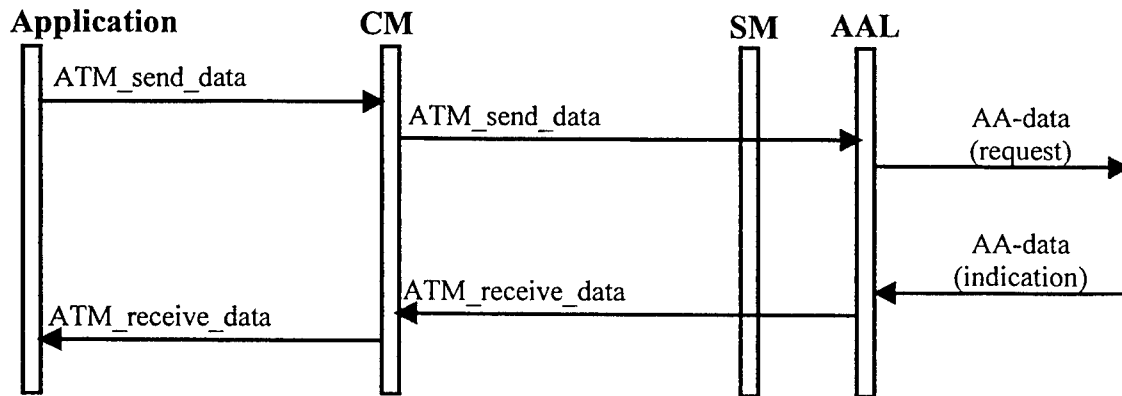 Application CM SM AAL
ATM_send_data
ATM_send_data
AA-data
(request)
AA-data
(indication)
ATM_receive_data
ATM_receive_data